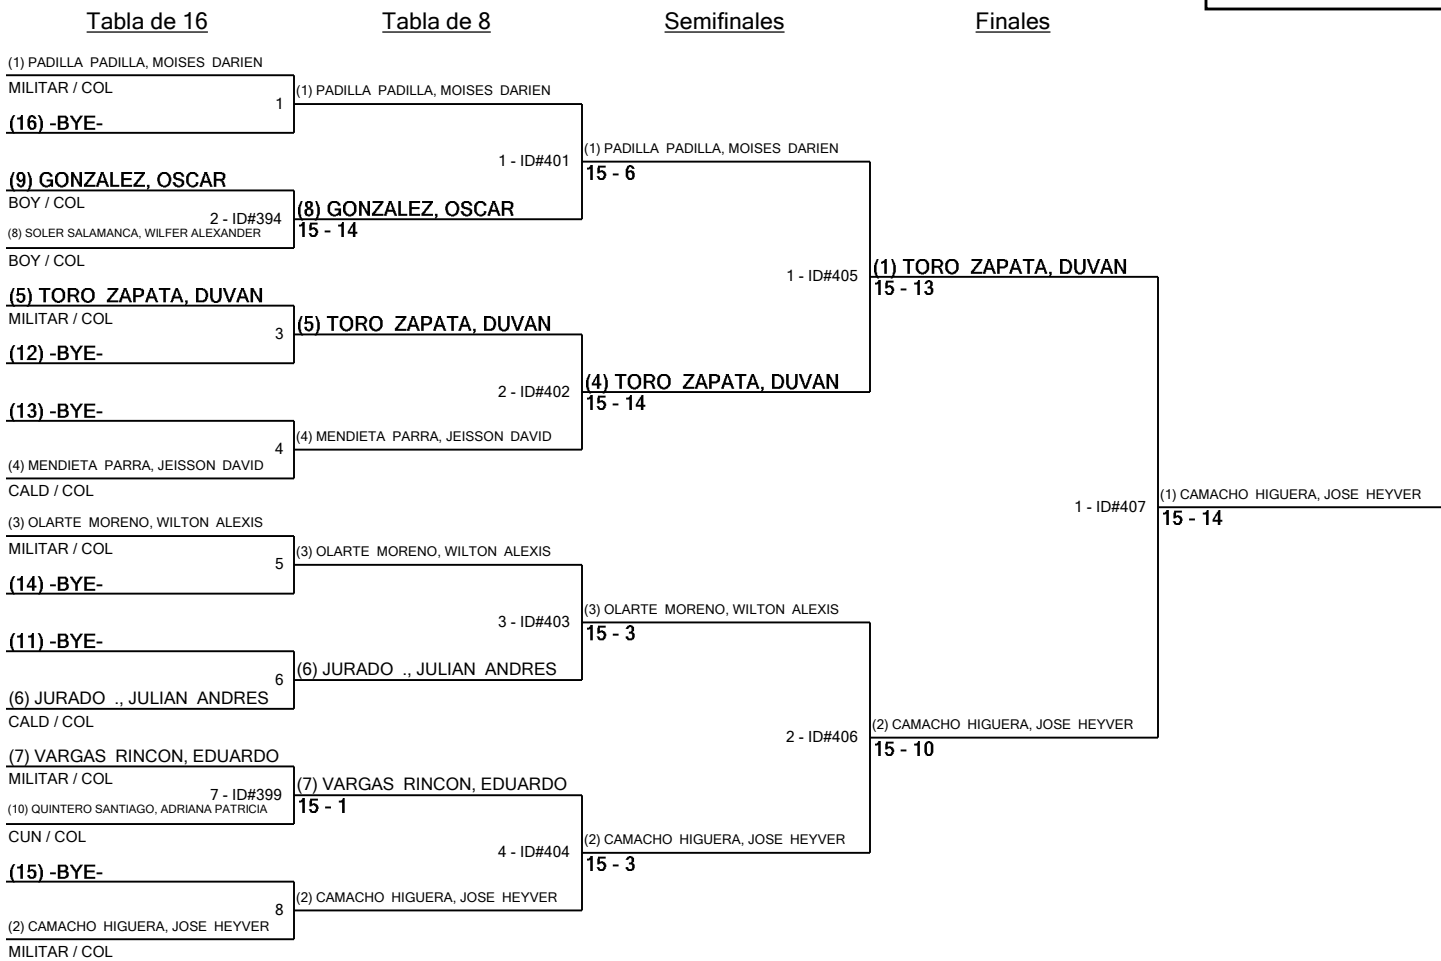 Tabla de 16
Tabla de 8
Semifinales
Finales
(1) PADILLA PADILLA, MOISES DARIEN
MILITAR / COL
1
(16) -BYE-
(9) GONZALEZ, OSCAR
BOY / COL
2 - ID#394
(8) SOLER SALAMANCA, WILFER ALEXANDER
BOY / COL
(5) TORO ZAPATA, DUVAN
MILITAR / COL
3
(12) -BYE-
(13) -BYE-
4
(4) MENDIETA PARRA, JEISSON DAVID
CALD / COL
(3) OLARTE MORENO, WILTON ALEXIS
MILITAR / COL
5
(14) -BYE-
(11) -BYE-
6
(6) JURADO ., JULIAN ANDRES
CALD / COL
(7) VARGAS RINCON, EDUARDO
MILITAR / COL
7 - ID#399
(10) QUINTERO SANTIAGO, ADRIANA PATRICIA
CUN / COL
(15) -BYE-
8
(2) CAMACHO HIGUERA, JOSE HEYVER
MILITAR / COL
(1) PADILLA PADILLA, MOISES DARIEN
1 - ID#401
(8) GONZALEZ, OSCAR
15 - 14
(5) TORO ZAPATA, DUVAN
2 - ID#402
(4) MENDIETA PARRA, JEISSON DAVID
(3) OLARTE MORENO, WILTON ALEXIS
3 - ID#403
(6) JURADO ., JULIAN ANDRES
(7) VARGAS RINCON, EDUARDO
15 - 1
4 - ID#404
(2) CAMACHO HIGUERA, JOSE HEYVER
(1) PADILLA PADILLA, MOISES DARIEN
15 - 6
1 - ID#405
(4) TORO ZAPATA, DUVAN
15 - 14
(3) OLARTE MORENO, WILTON ALEXIS
15 - 3
2 - ID#406
(2) CAMACHO HIGUERA, JOSE HEYVER
15 - 3
(1) TORO ZAPATA, DUVAN
15 - 13
1 - ID#407
(2) CAMACHO HIGUERA, JOSE HEYVER
15 - 10
(1) CAMACHO HIGUERA, JOSE HEYVER
15 - 14